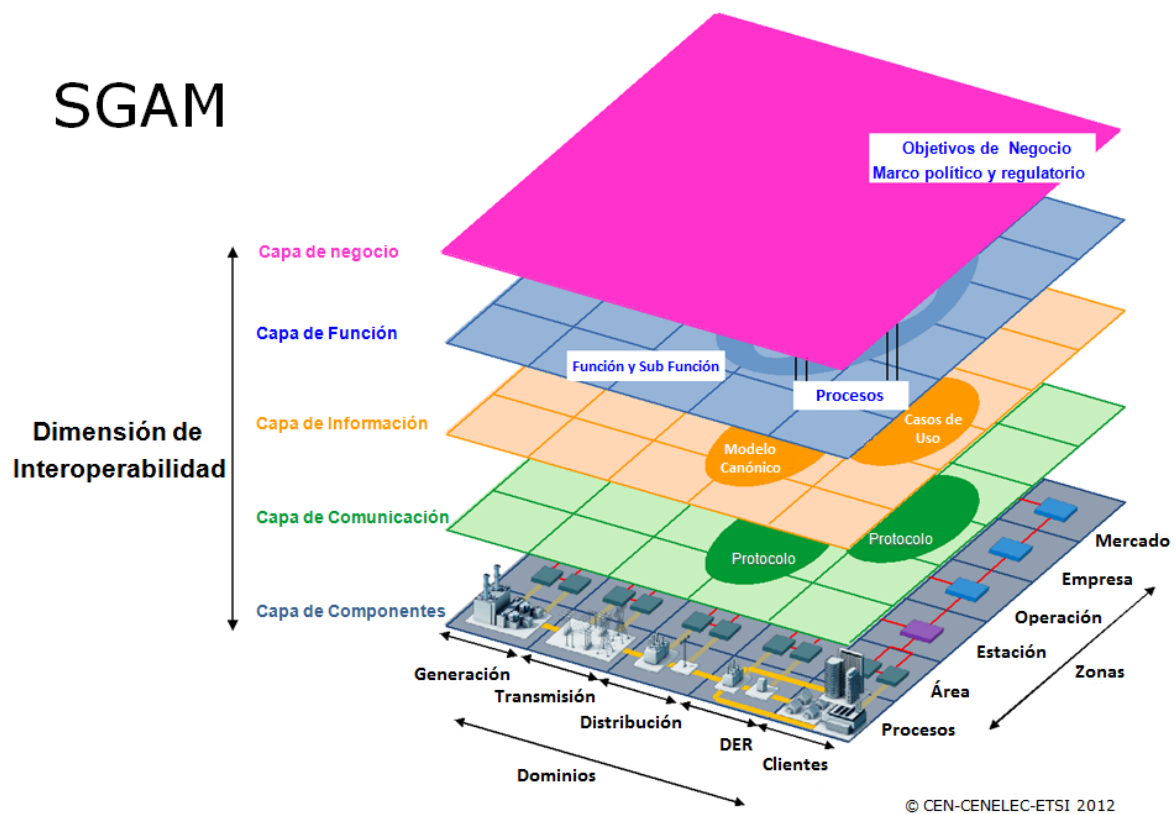 SGAM
Objetivos de Negocio
Marco político y regulatorio
Capa de negocio
Capa de Función
Función y Sub Función
Procesos
Capa de Información
Casos de
Uso
Modelo
Canónico
Dimensión de
Interoperabilidad
Capa de Comunicación
Protocolo
Protocolo
Capa de Componentes
Mercado
Empresa
Operación
Estación
Zonas
Área
Procesos
Generación
Transmisión
Distribución
DER
Clientes
Dominios
© CEN-CENELEC-ETSI 2012